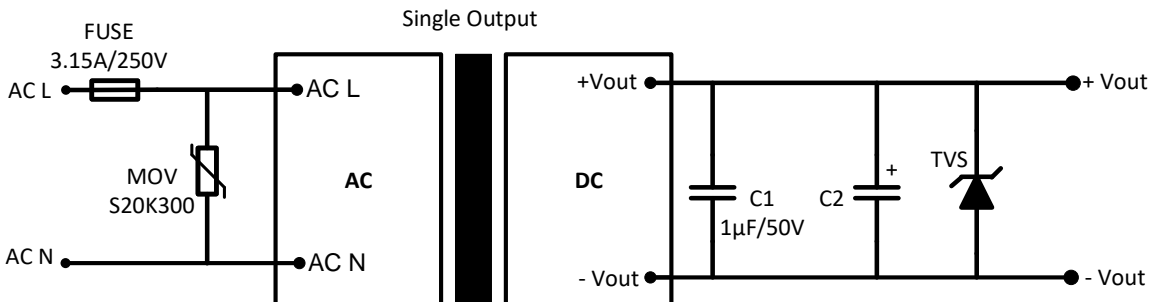 Single Output
FUSE
3.15A/250V
AC L
AC L
+Vout
+ Vout
MOV
S20K300
AC
DC
C1
1µF/50V
C2
+
TVS
AC N
AC N
- Vout
- Vout